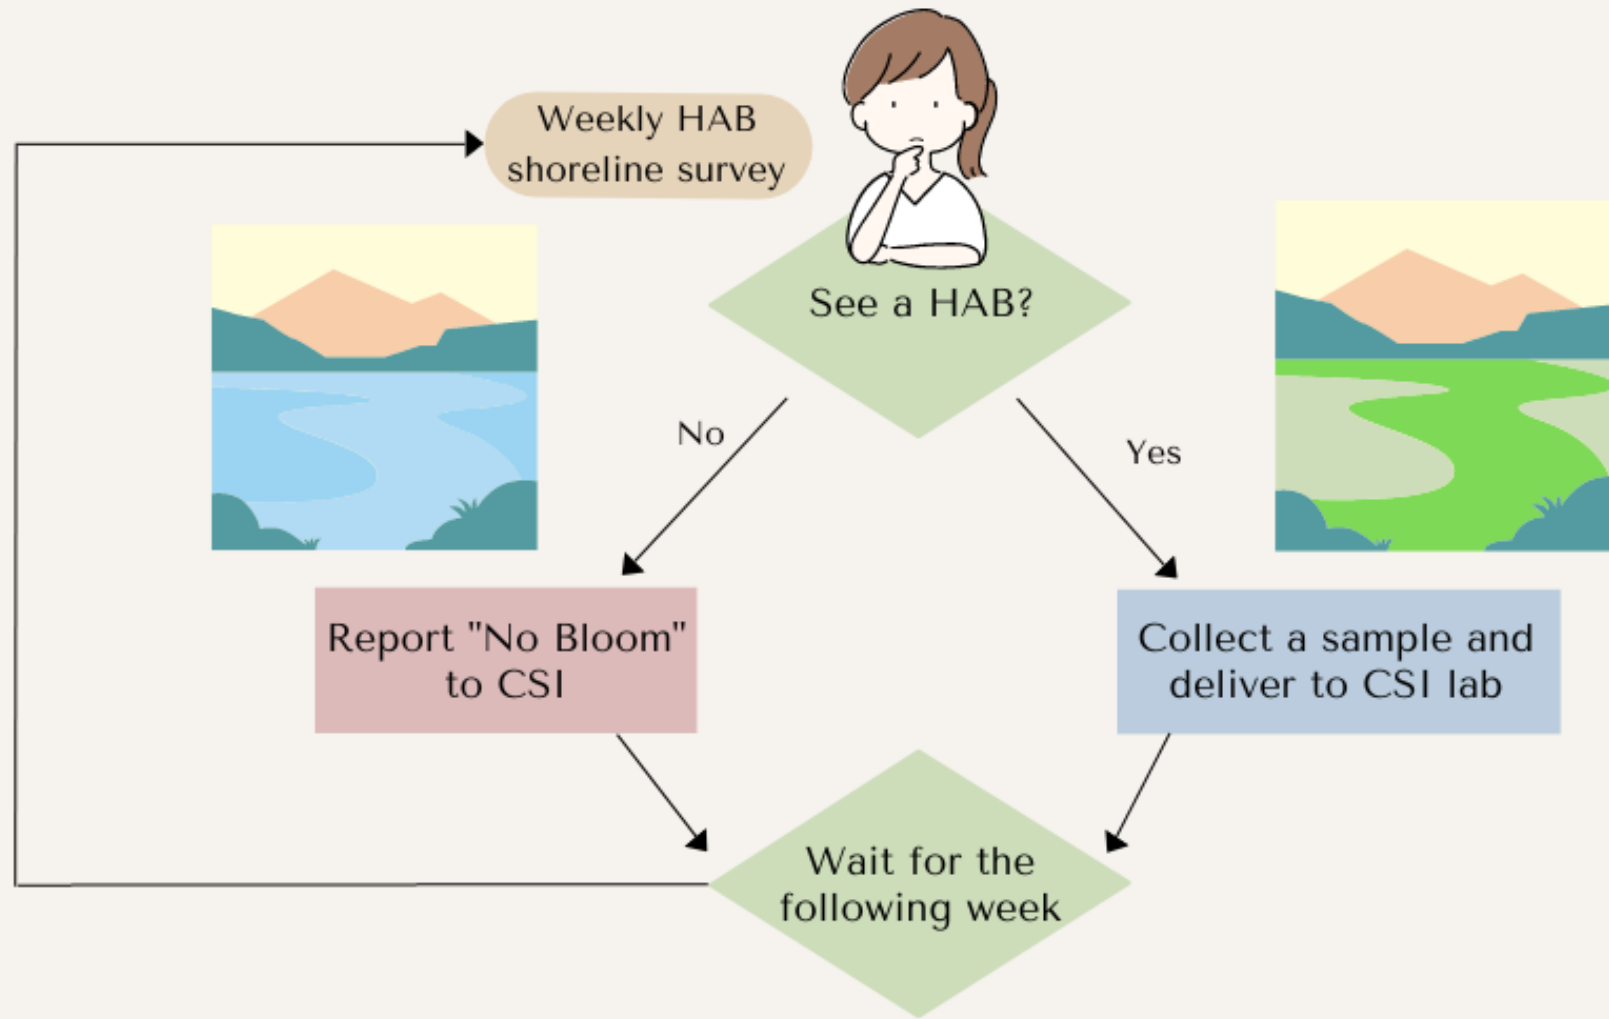 Weekly HAB
shoreline survey
See a HAB?
No
Yes
Report "No Bloom"
to CSI
Collect a sample and
deliver to CSI lab
Wait for the
following week